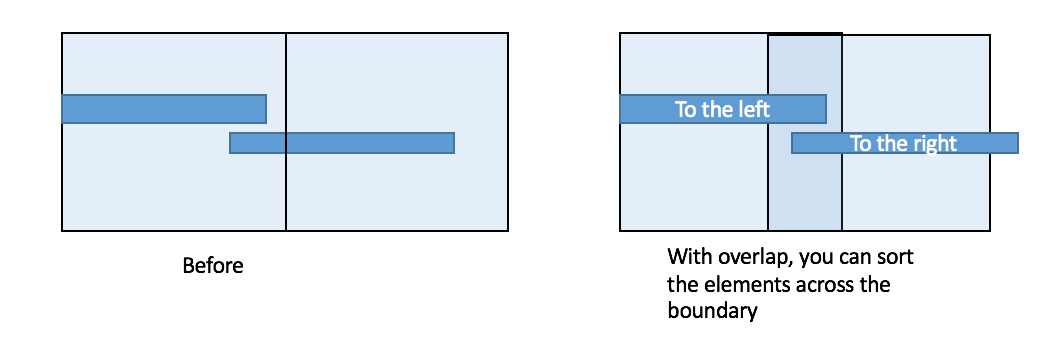 To the left
To the right
Before
With overlap, you can sort
the elements across the
boundary